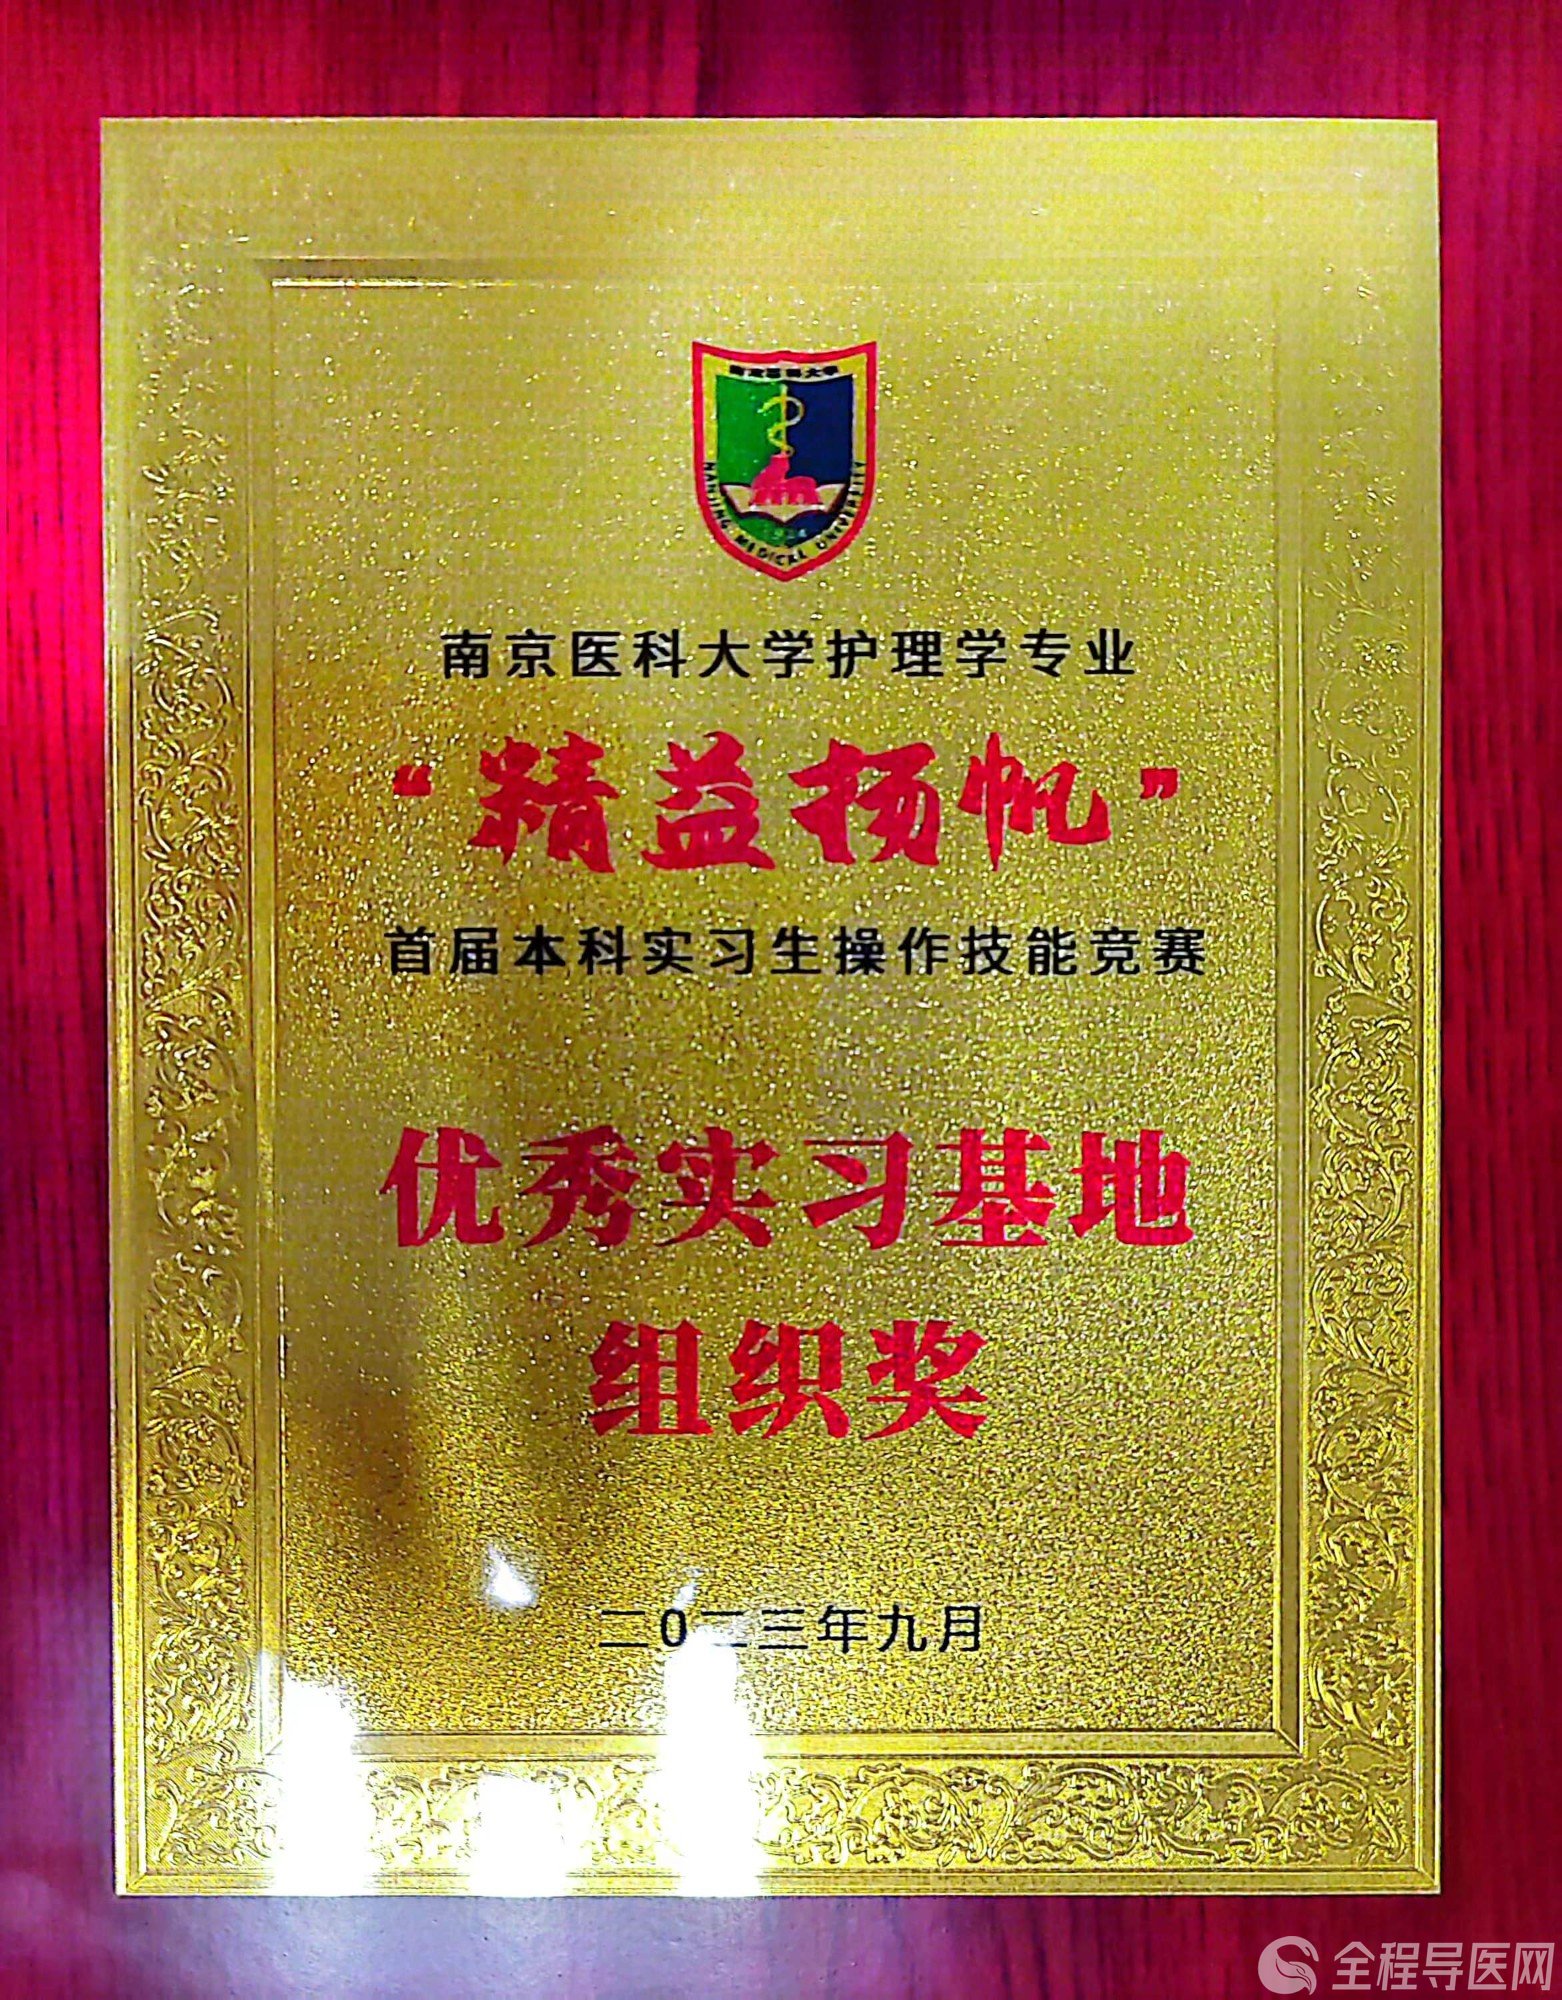 南京医科大学
NANJING MEDICAL UNIVERSITY
1934
南京医科大学护理学专业
“精益扬帆”
首届本科实习生操作技能竞赛
优秀实习基地
组织奖
二0二三年九月
全程导医网